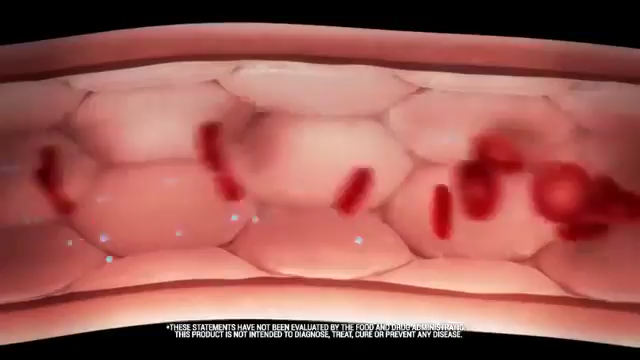 *THESE STATEMENTS HAVE NOT BEEN EVALUATED BY THE FOOD AND DRUG ADMINISTRATION.
THIS PRODUCT IS NOT INTENDED TO DIAGNOSE, TREAT, CURE OR PREVENT ANY DISEASE.